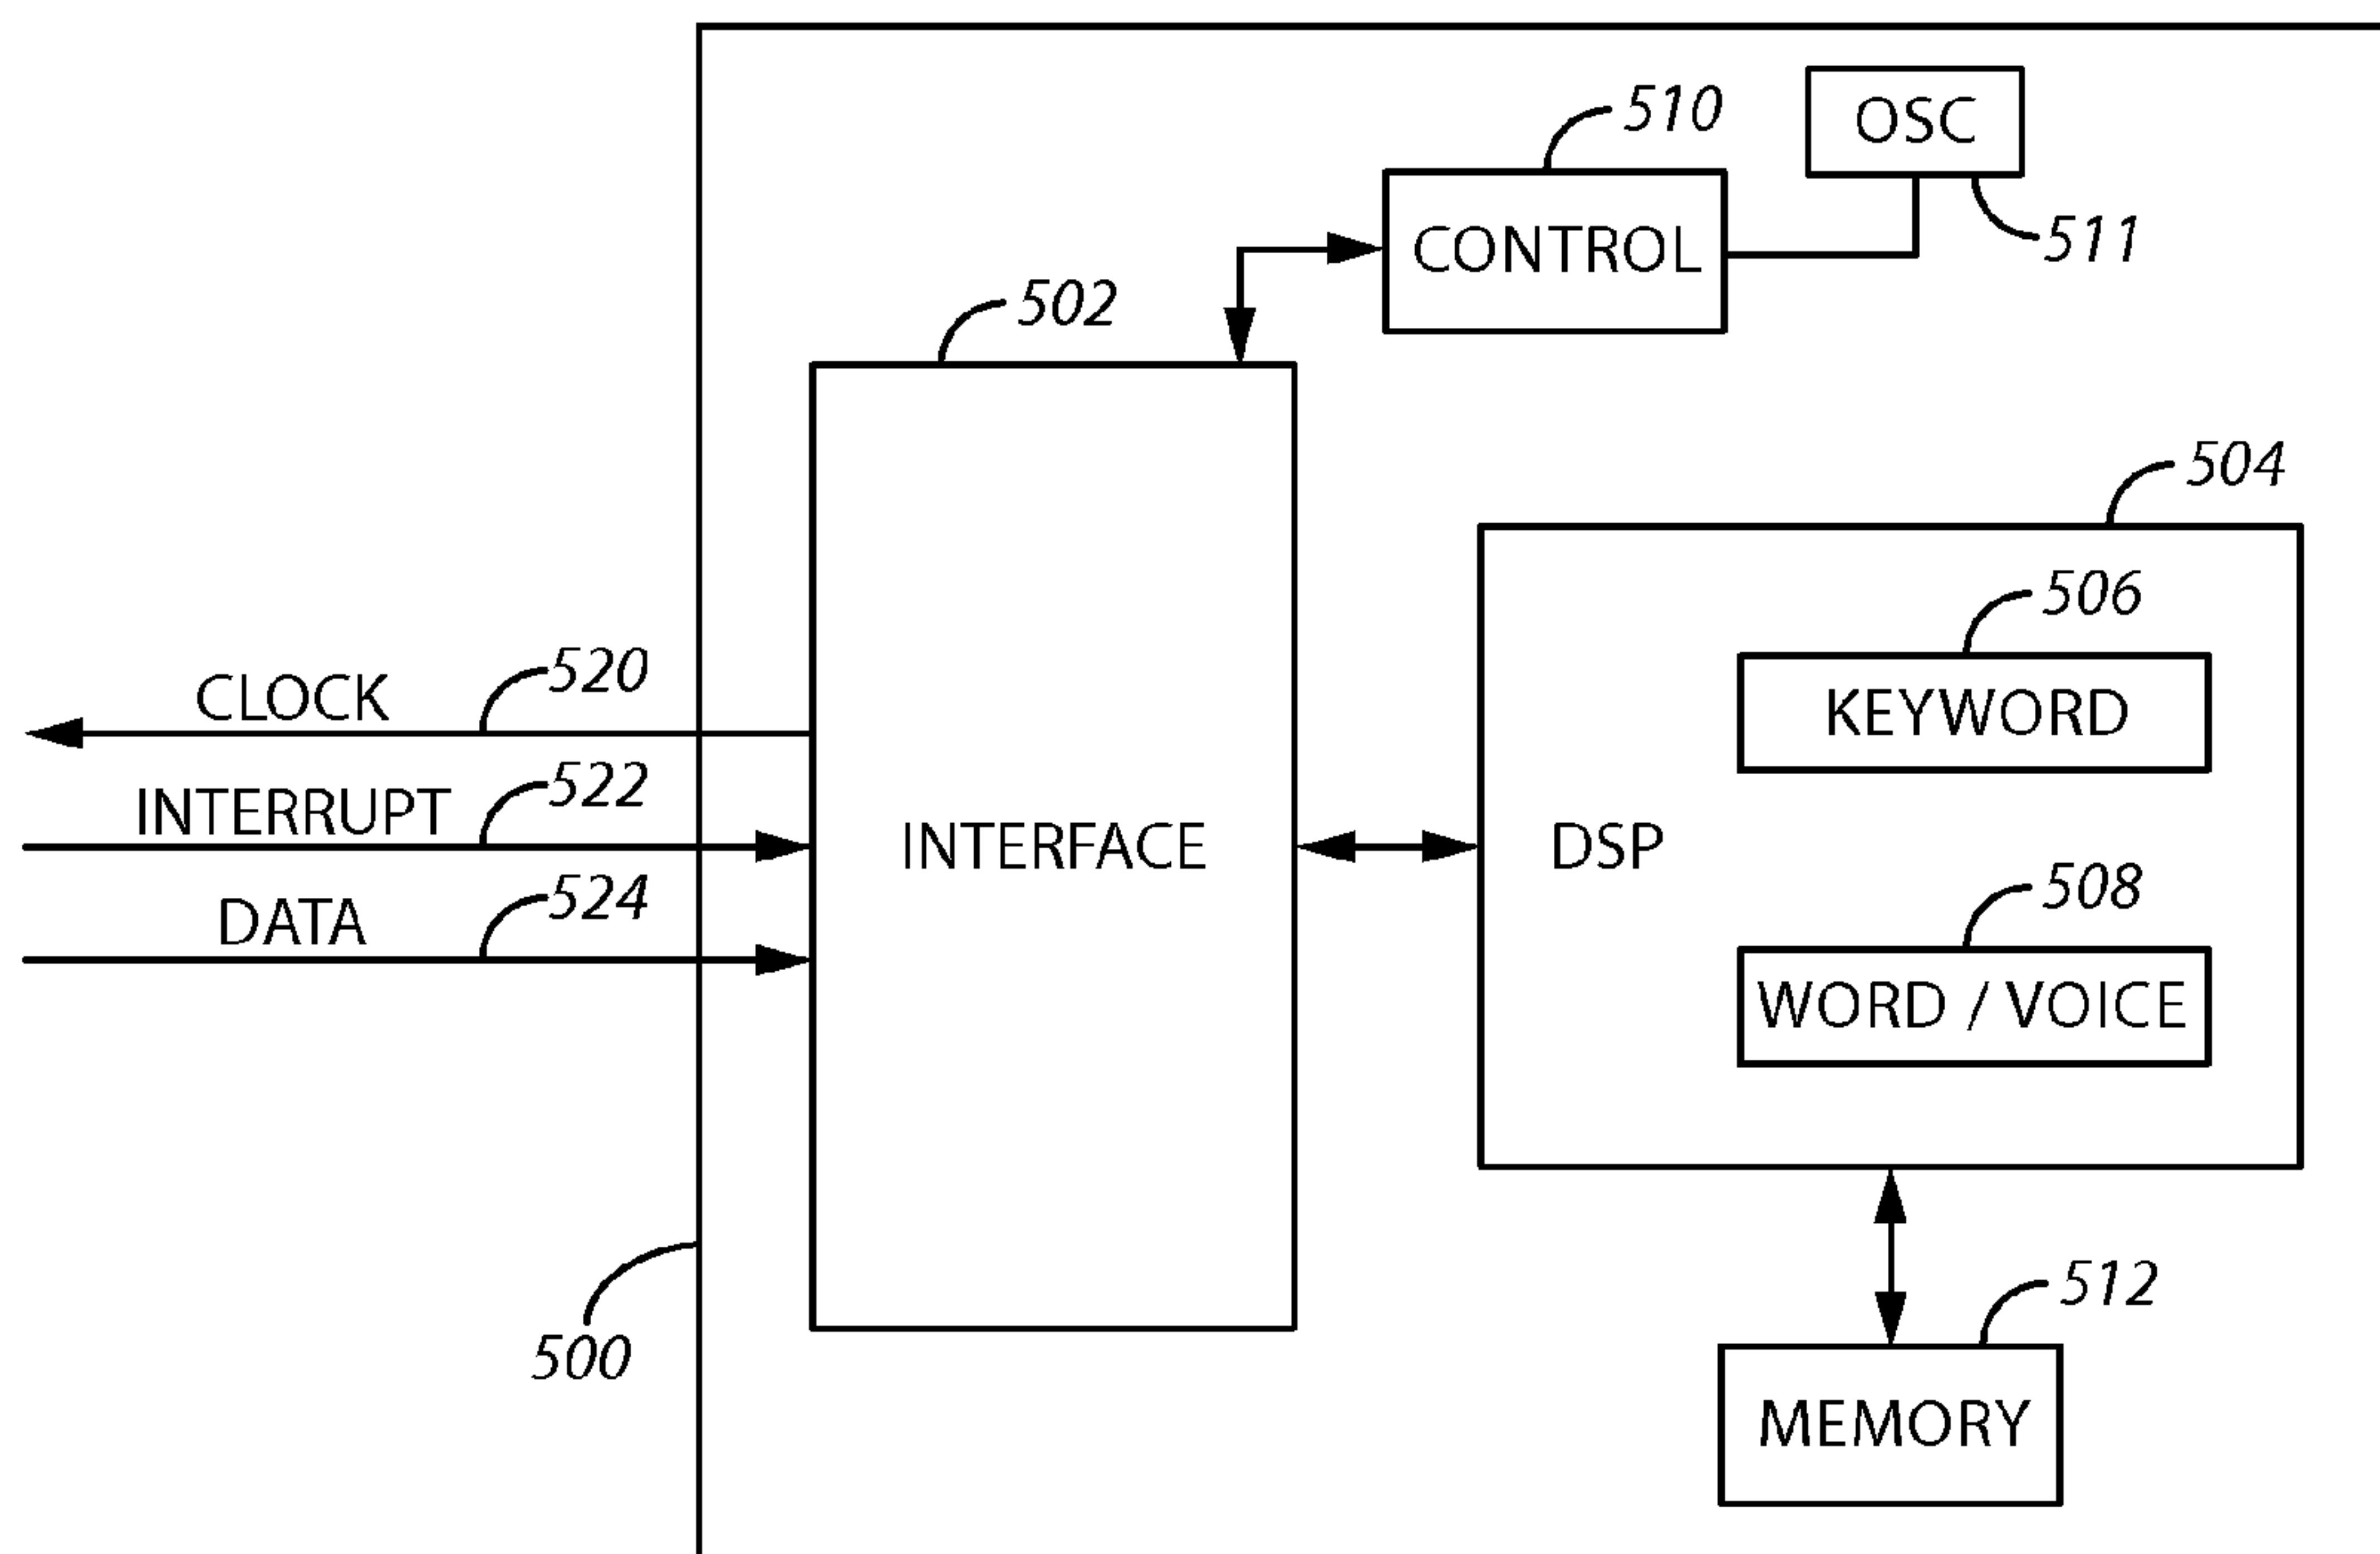 510
OSC
CONTROL
511
502
504
506
520
CLOCK
KEYWORD
522
INTERRUPT
INTERFACE
DSP
524
508
DATA
WORD / VOICE
512
500
MEMORY